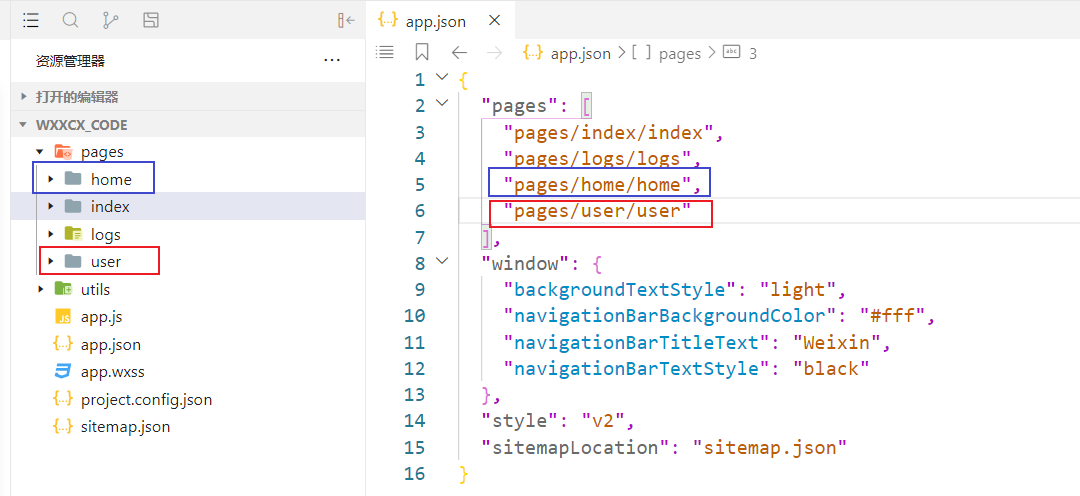 app.json
资源管理器
app.json > [ ] pages > abc 3
打开的编辑器
WXXCX_CODE
pages
home
index
logs
user
utils
app.js
app.json
app.wxss
project.config.json
sitemap.json
1 {
2 "pages": [
3 "pages/index/index",
4 "pages/logs/logs",
5 "pages/home/home",
6 "pages/user/user"
7 ],
8 "window": {
9 "backgroundTextStyle": "light",
10 "navigationBarBackgroundColor": "#fff",
11 "navigationBarTitleText": "Weixin",
12 "navigationBarTextStyle": "black"
13 },
14 "style": "v2",
15 "sitemapLocation": "sitemap.json"
16 }